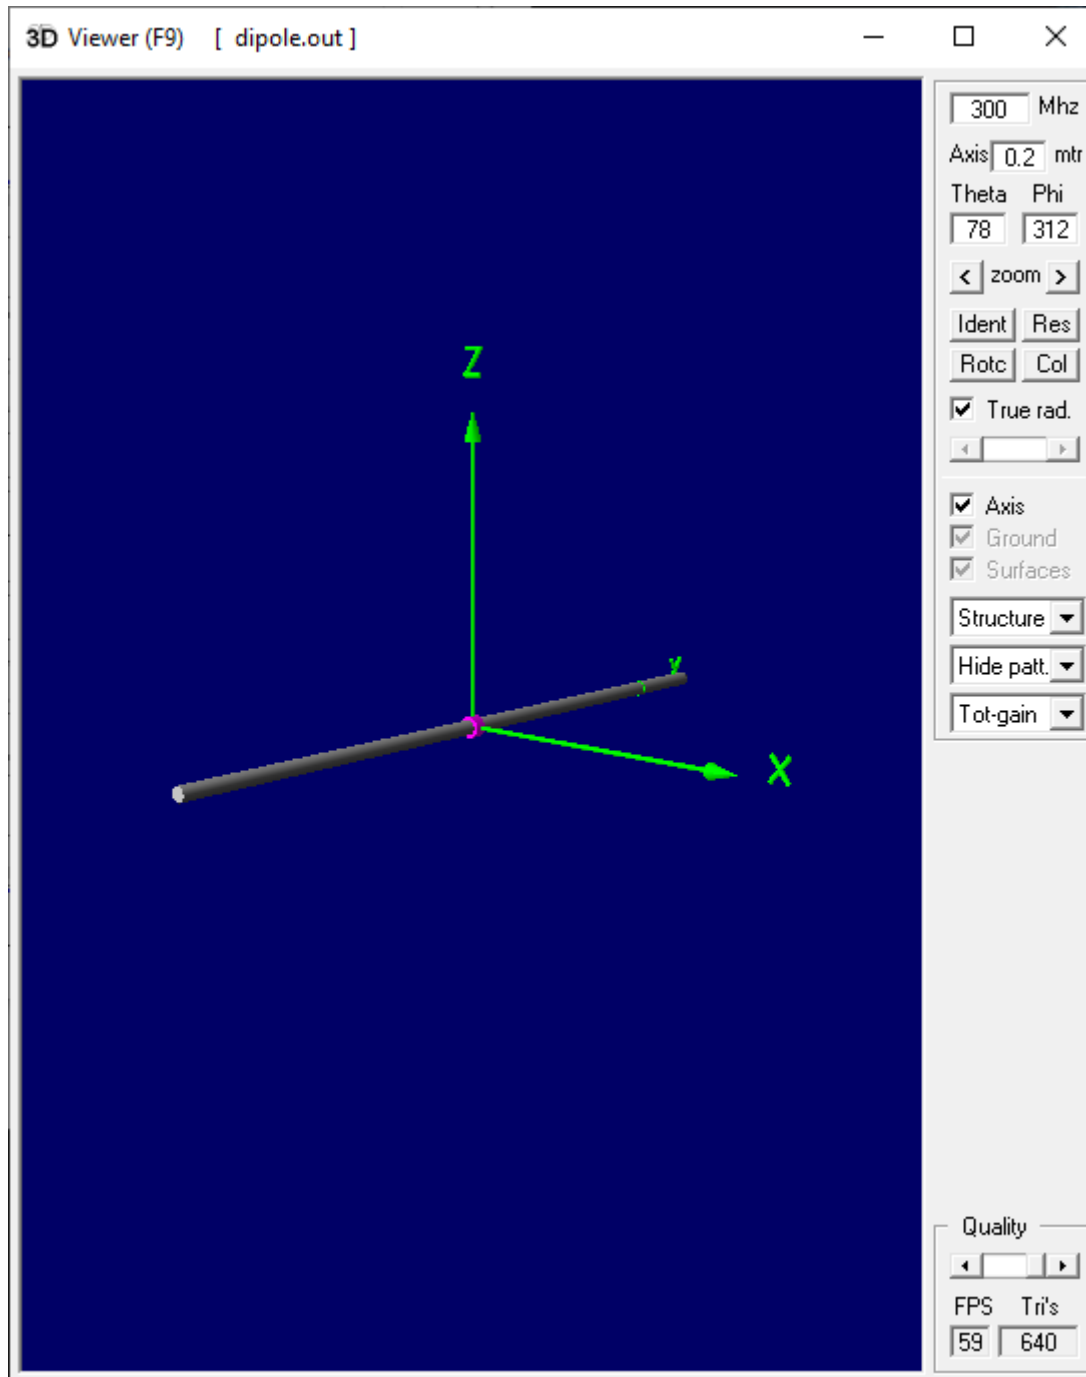 3D Viewer (F9) [ dipole.out ]
300 Mhz
Axis 0.2 mtr
Theta Phi
78 312
< zoom >
Ident Res
Rotc Col
True rad.
Axis
Ground
Surfaces
Structure
Hide patt.
Tot-gain
Z
y
X
Quality
FPS Tri's
59 640